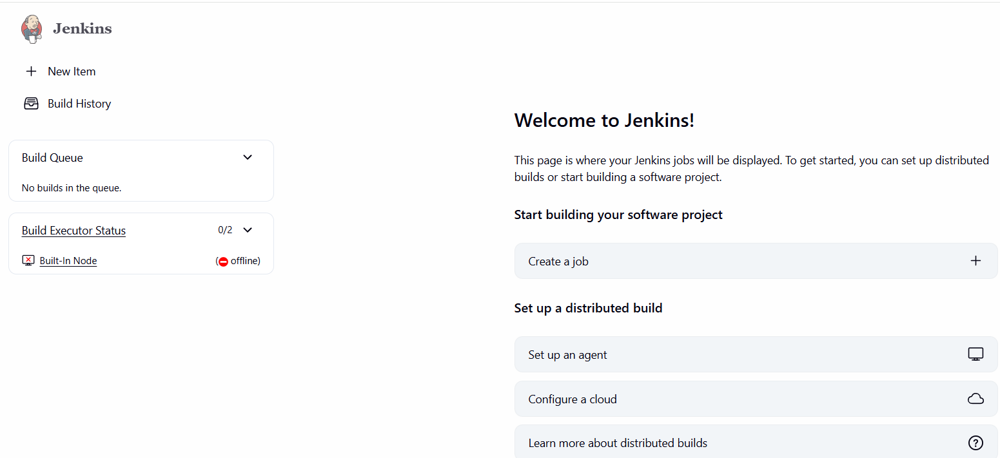 Jenkins
New Item
Build History
Build Queue
No builds in the queue.
Build Executor Status 0/2
Built-In Node (offline)
Welcome to Jenkins!
This page is where your Jenkins jobs will be displayed. To get started, you can set up distributed
builds or start building a software project.
Start building your software project
Create a job
Set up a distributed build
Set up an agent
Configure a cloud
Learn more about distributed builds